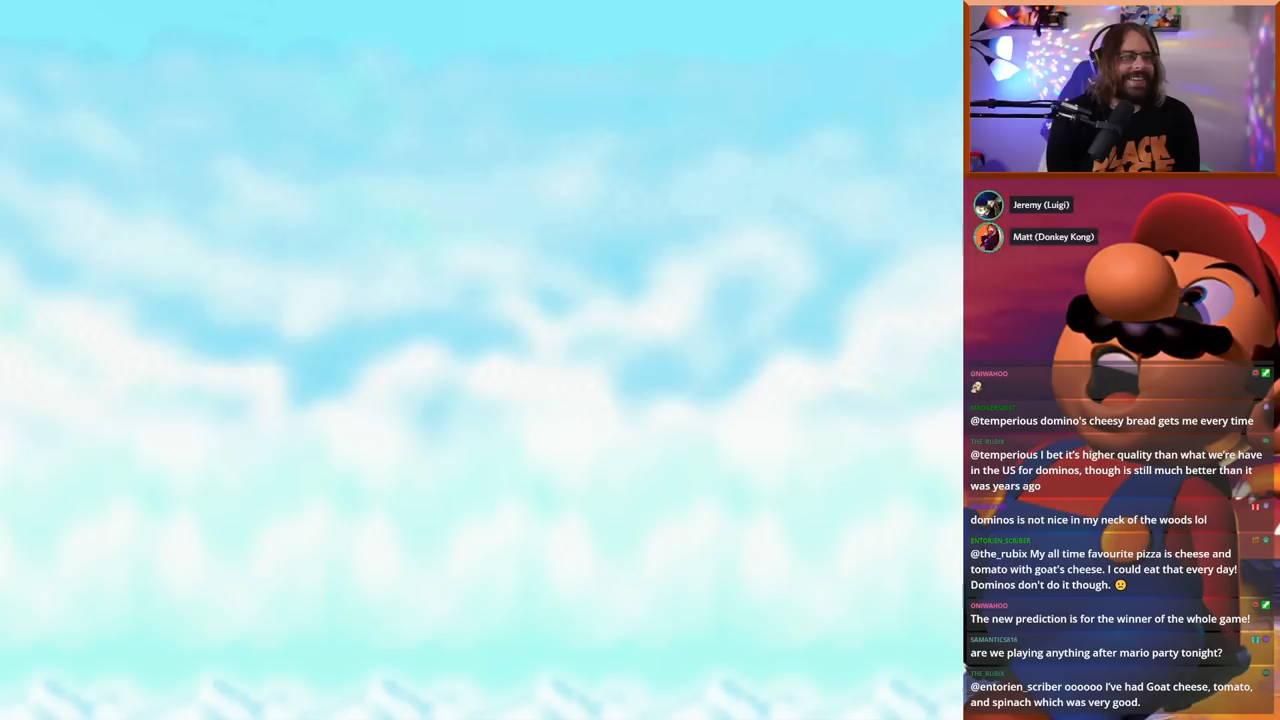 BLACK
Jeremy (Luigi)
Matt (Donkey Kong)
ONIWAHOO
@temperious domino's cheesy bread gets me every time
THE_RUBIX
@temperious I bet it's higher quality than what we're have
in the US for dominos, though is still much better than it
was years ago
dominos is not nice in my neck of the woods lol
ENTORIEN_SCRIBER
@the_rubix My all time favourite pizza is cheese and
tomato with goat's cheese. I could eat that every day!
Dominos don't do it though. ☹️
ONIWAHOO
The new prediction is for the winner of the whole game!
SAMANTICS816
are we playing anything after mario party tonight?
THE_RUBIX
@entorien_scriber oooooo I've had Goat cheese, tomato,
and spinach which was very good.